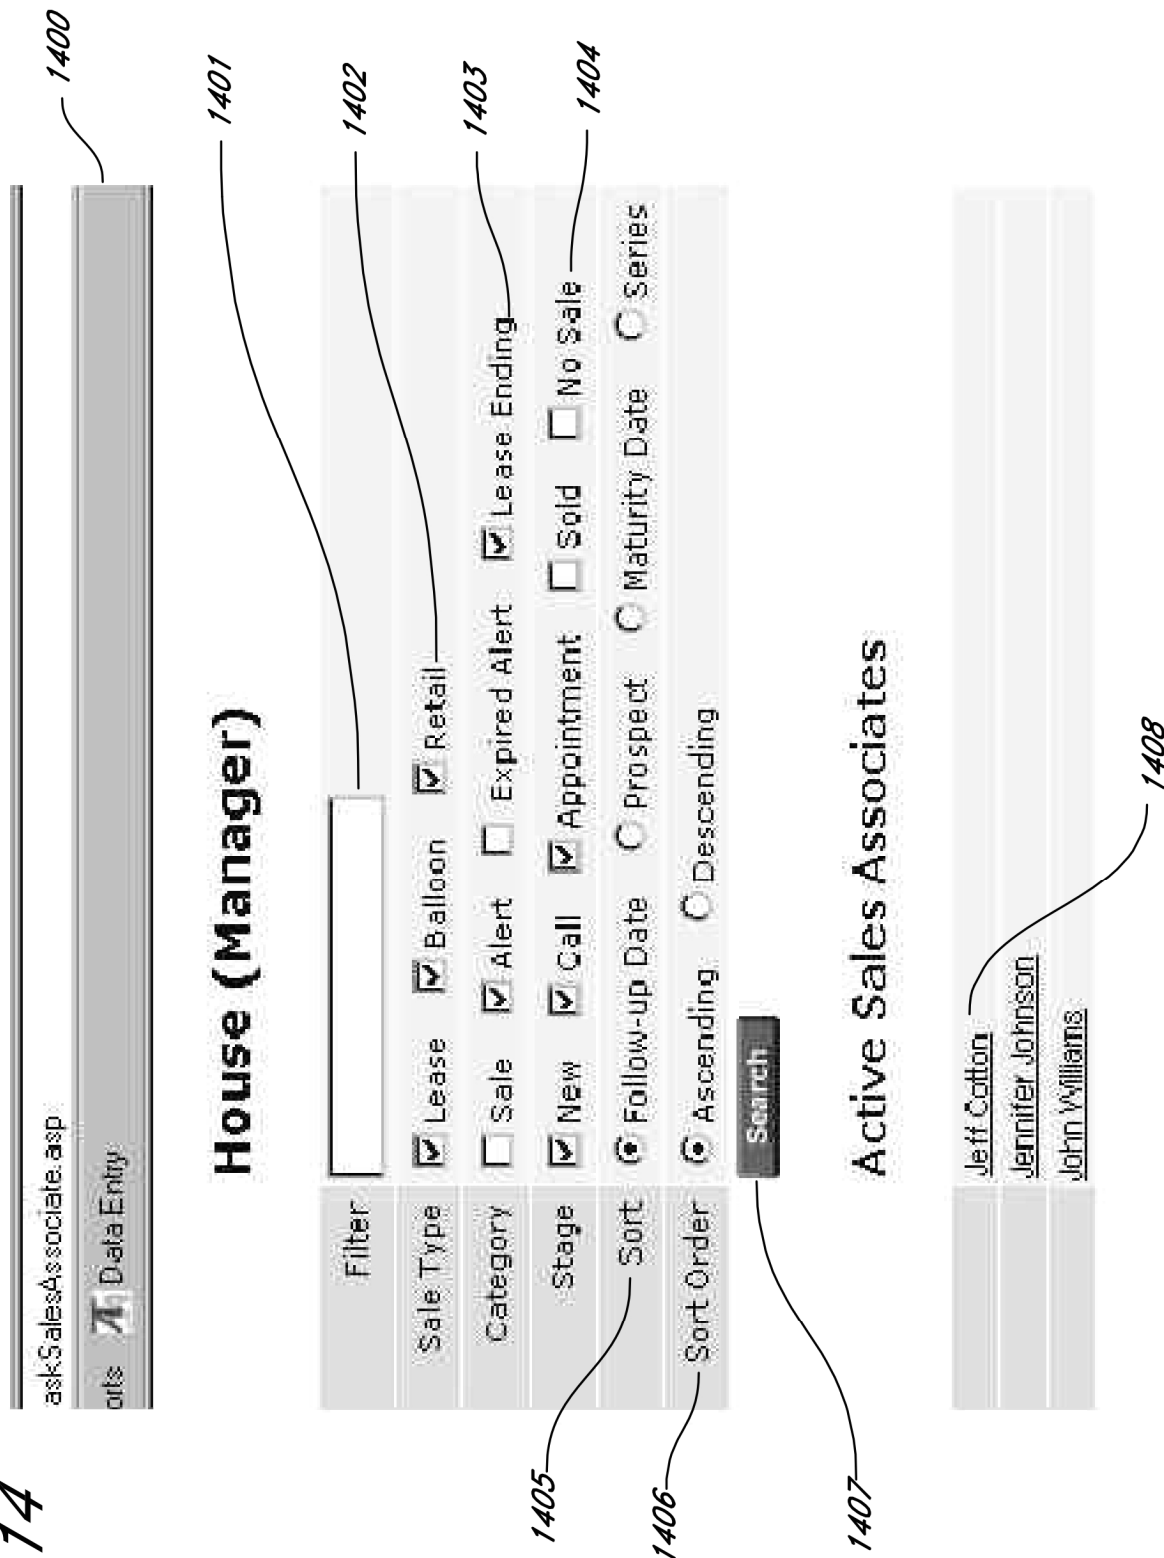 14
askSalesAssociate.asp
orts Data Entry
1400
House (Manager)
1401
Filter
1402
Sale Type Lease Balloon Retail
1403
Category Sale Alert Expired Alert Lease Ending
1404
Stage New Call Appointment Sold No Sale
1405
Sort Follow-up Date Prospect Maturity Date Series
1406
Sort Order Ascending Descending
1407
Search
Active Sales Associates
Jeff Cotton
Jennifer Johnson
John Williams
1408